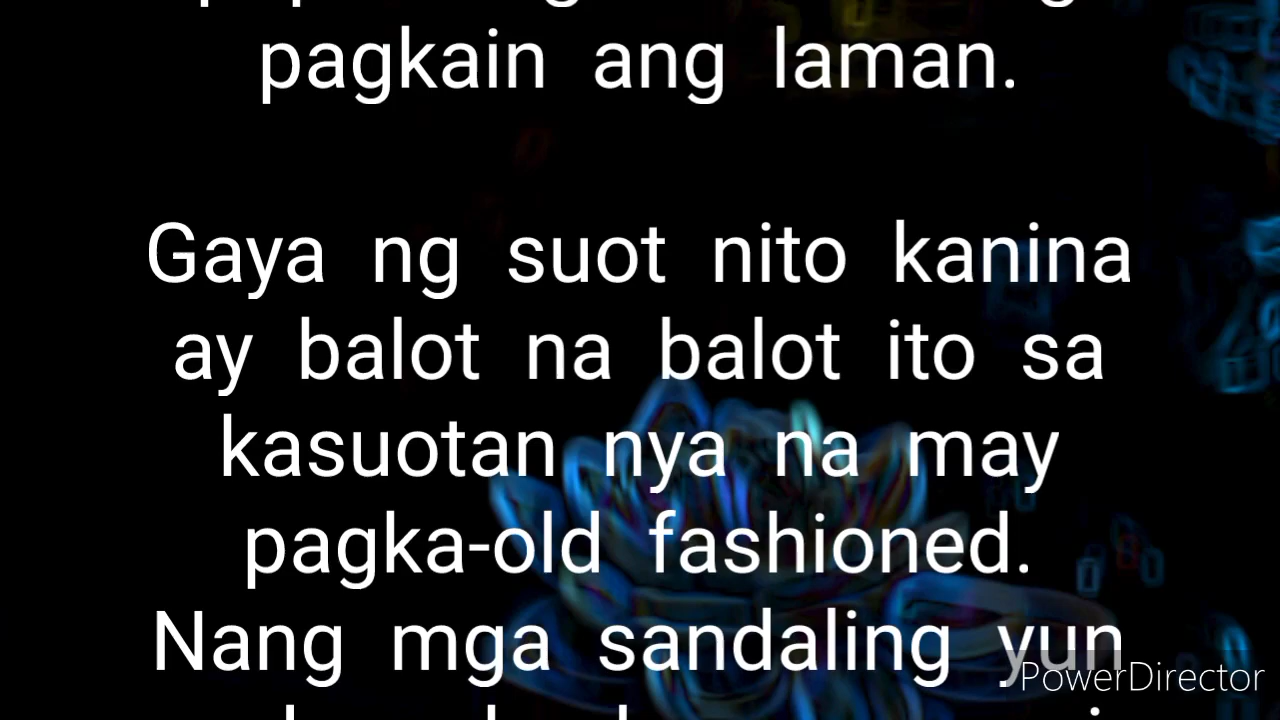 pagkain ang laman.
Gaya ng suot nito kanina
ay balot na balot ito sa
kasuotan nya na may
pagka-old fashioned.
Nang mga sandaling yun
PowerDirector